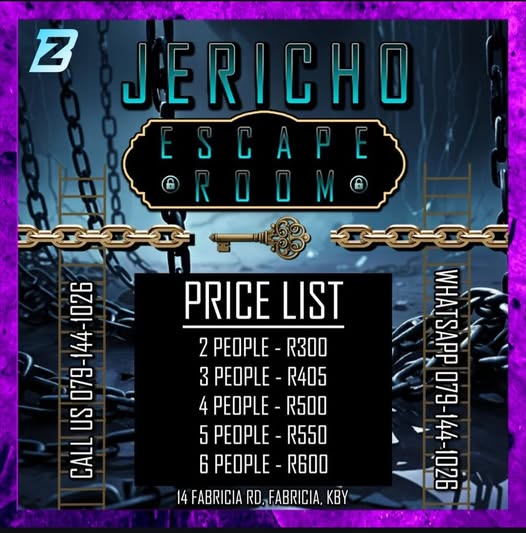 BZ
JERICHO
ESCAPE
ROOM
PRICE LIST
2 PEOPLE - R300
3 PEOPLE - R405
4 PEOPLE - R500
5 PEOPLE - R550
6 PEOPLE - R600
CALL US 079-144-1026
WHATSAPP 079-144-1026
14 FABRICIA RD, FABRICIA, KBY